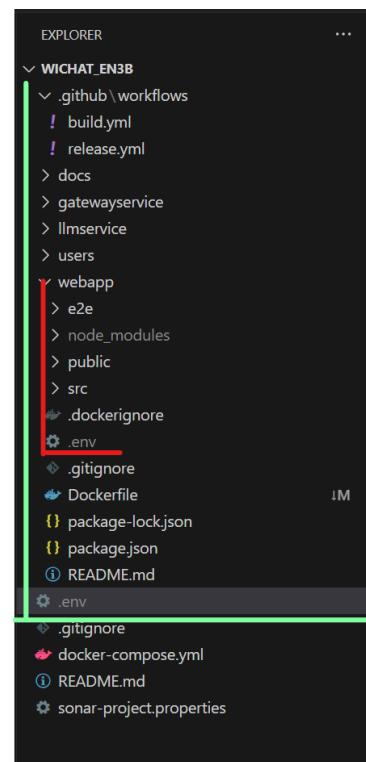 EXPLORER ...
WICHAT_EN3B
.github\workflows
! build.yml
! release.yml
docs
gatewayservice
llmservice
users
webapp
e2e
node_modules
public
src
.dockerignore
.env
.gitignore
Dockerfile ↓M
{} package-lock.json
{} package.json
README.md
.env
.gitignore
docker-compose.yml
README.md
sonar-project.properties